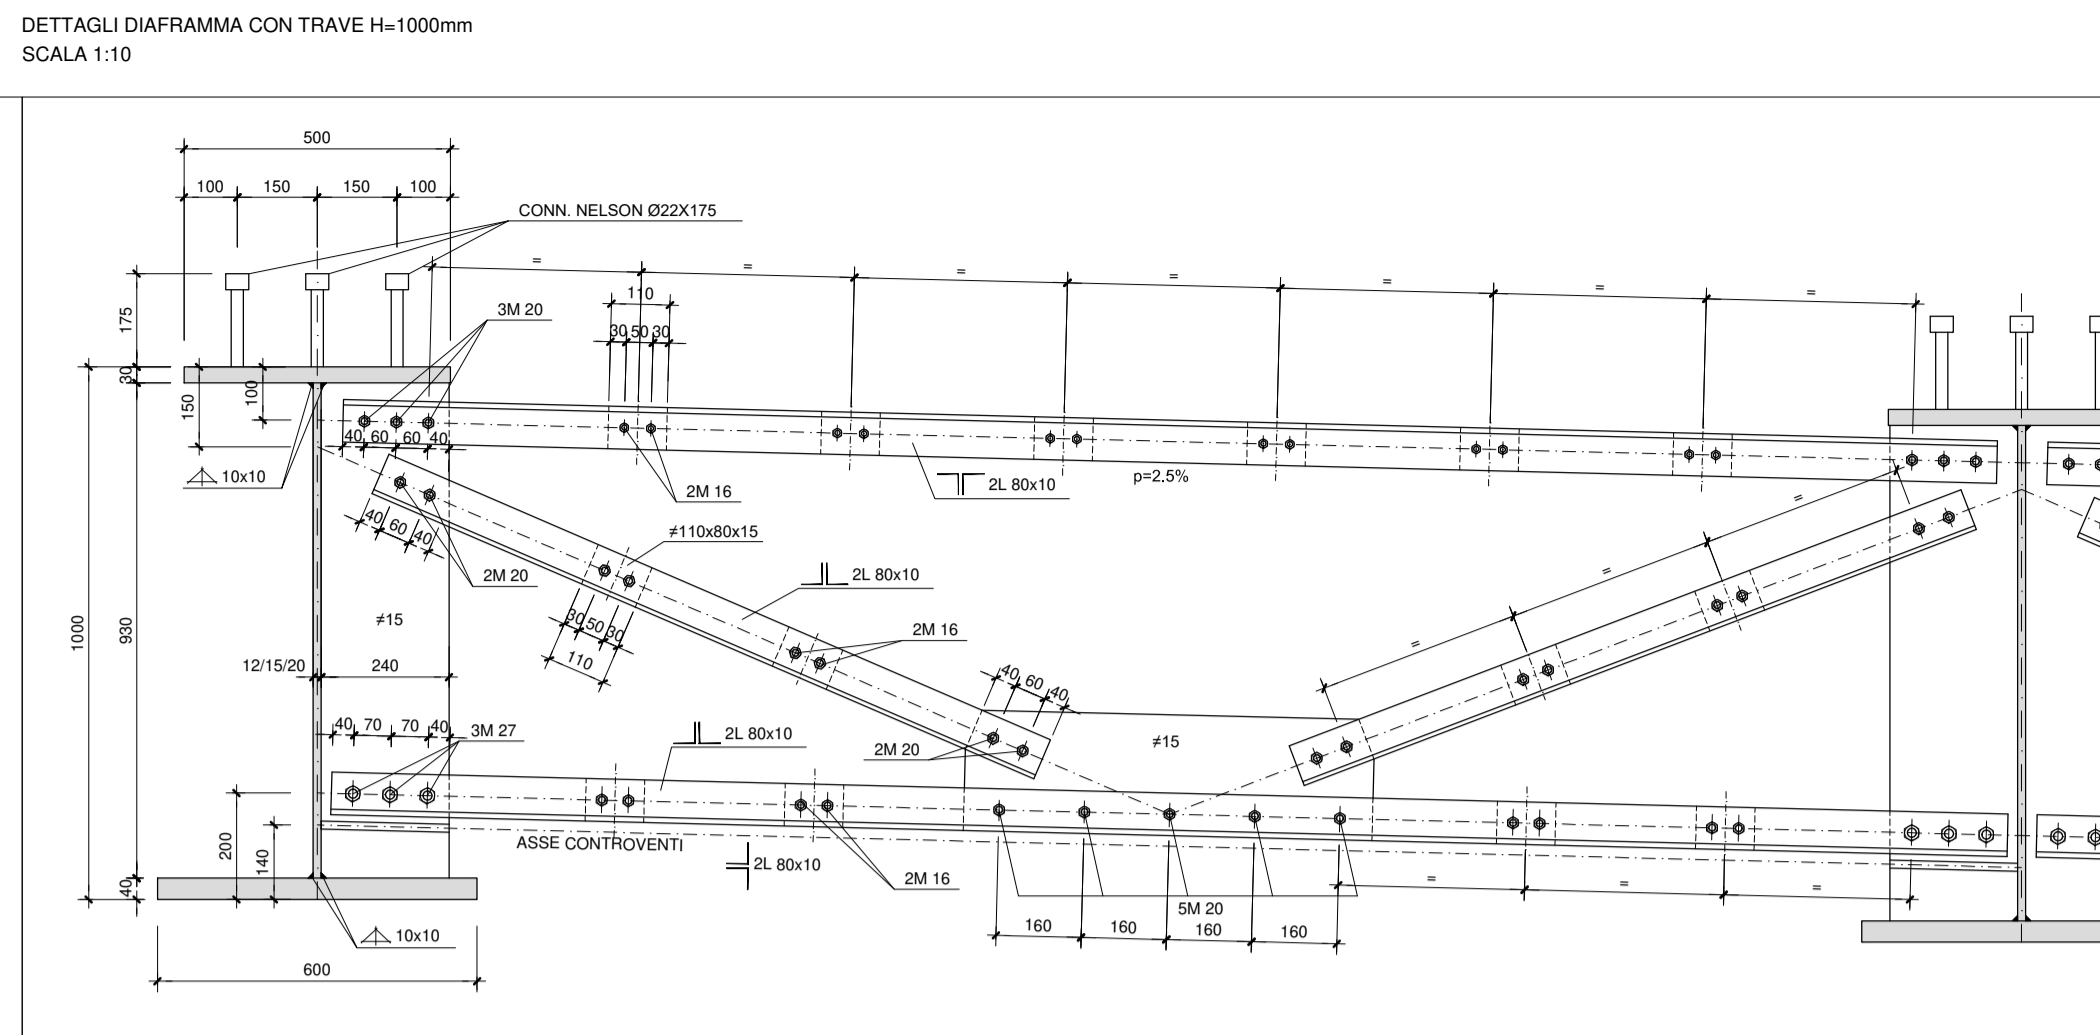 DETTAGLI DIAFRAMMA CON TRAVE H=1000mm
SCALA 1:10
500
100 150 150 100
CONN. NELSON Ø22X175
= = = = = = =
110
3M 20
30 50 30
175
30
150
100
40 60 60 40
10x10
2M 16
2L 80x10
p=2.5%
=
40 60 40
≠110x80x15
2M 20
2L 80x10
=
≠15
30 50 30
2M 16
1000
930
110
=
12/15/20 240
40 60 40
40 70 70 40
3M 27
2L 80x10
2M 20
≠15
200
140
ASSE CONTROVENTI
2L 80x10
2M 16
= = =
40
5M 20
160 160 160 160
10x10
600